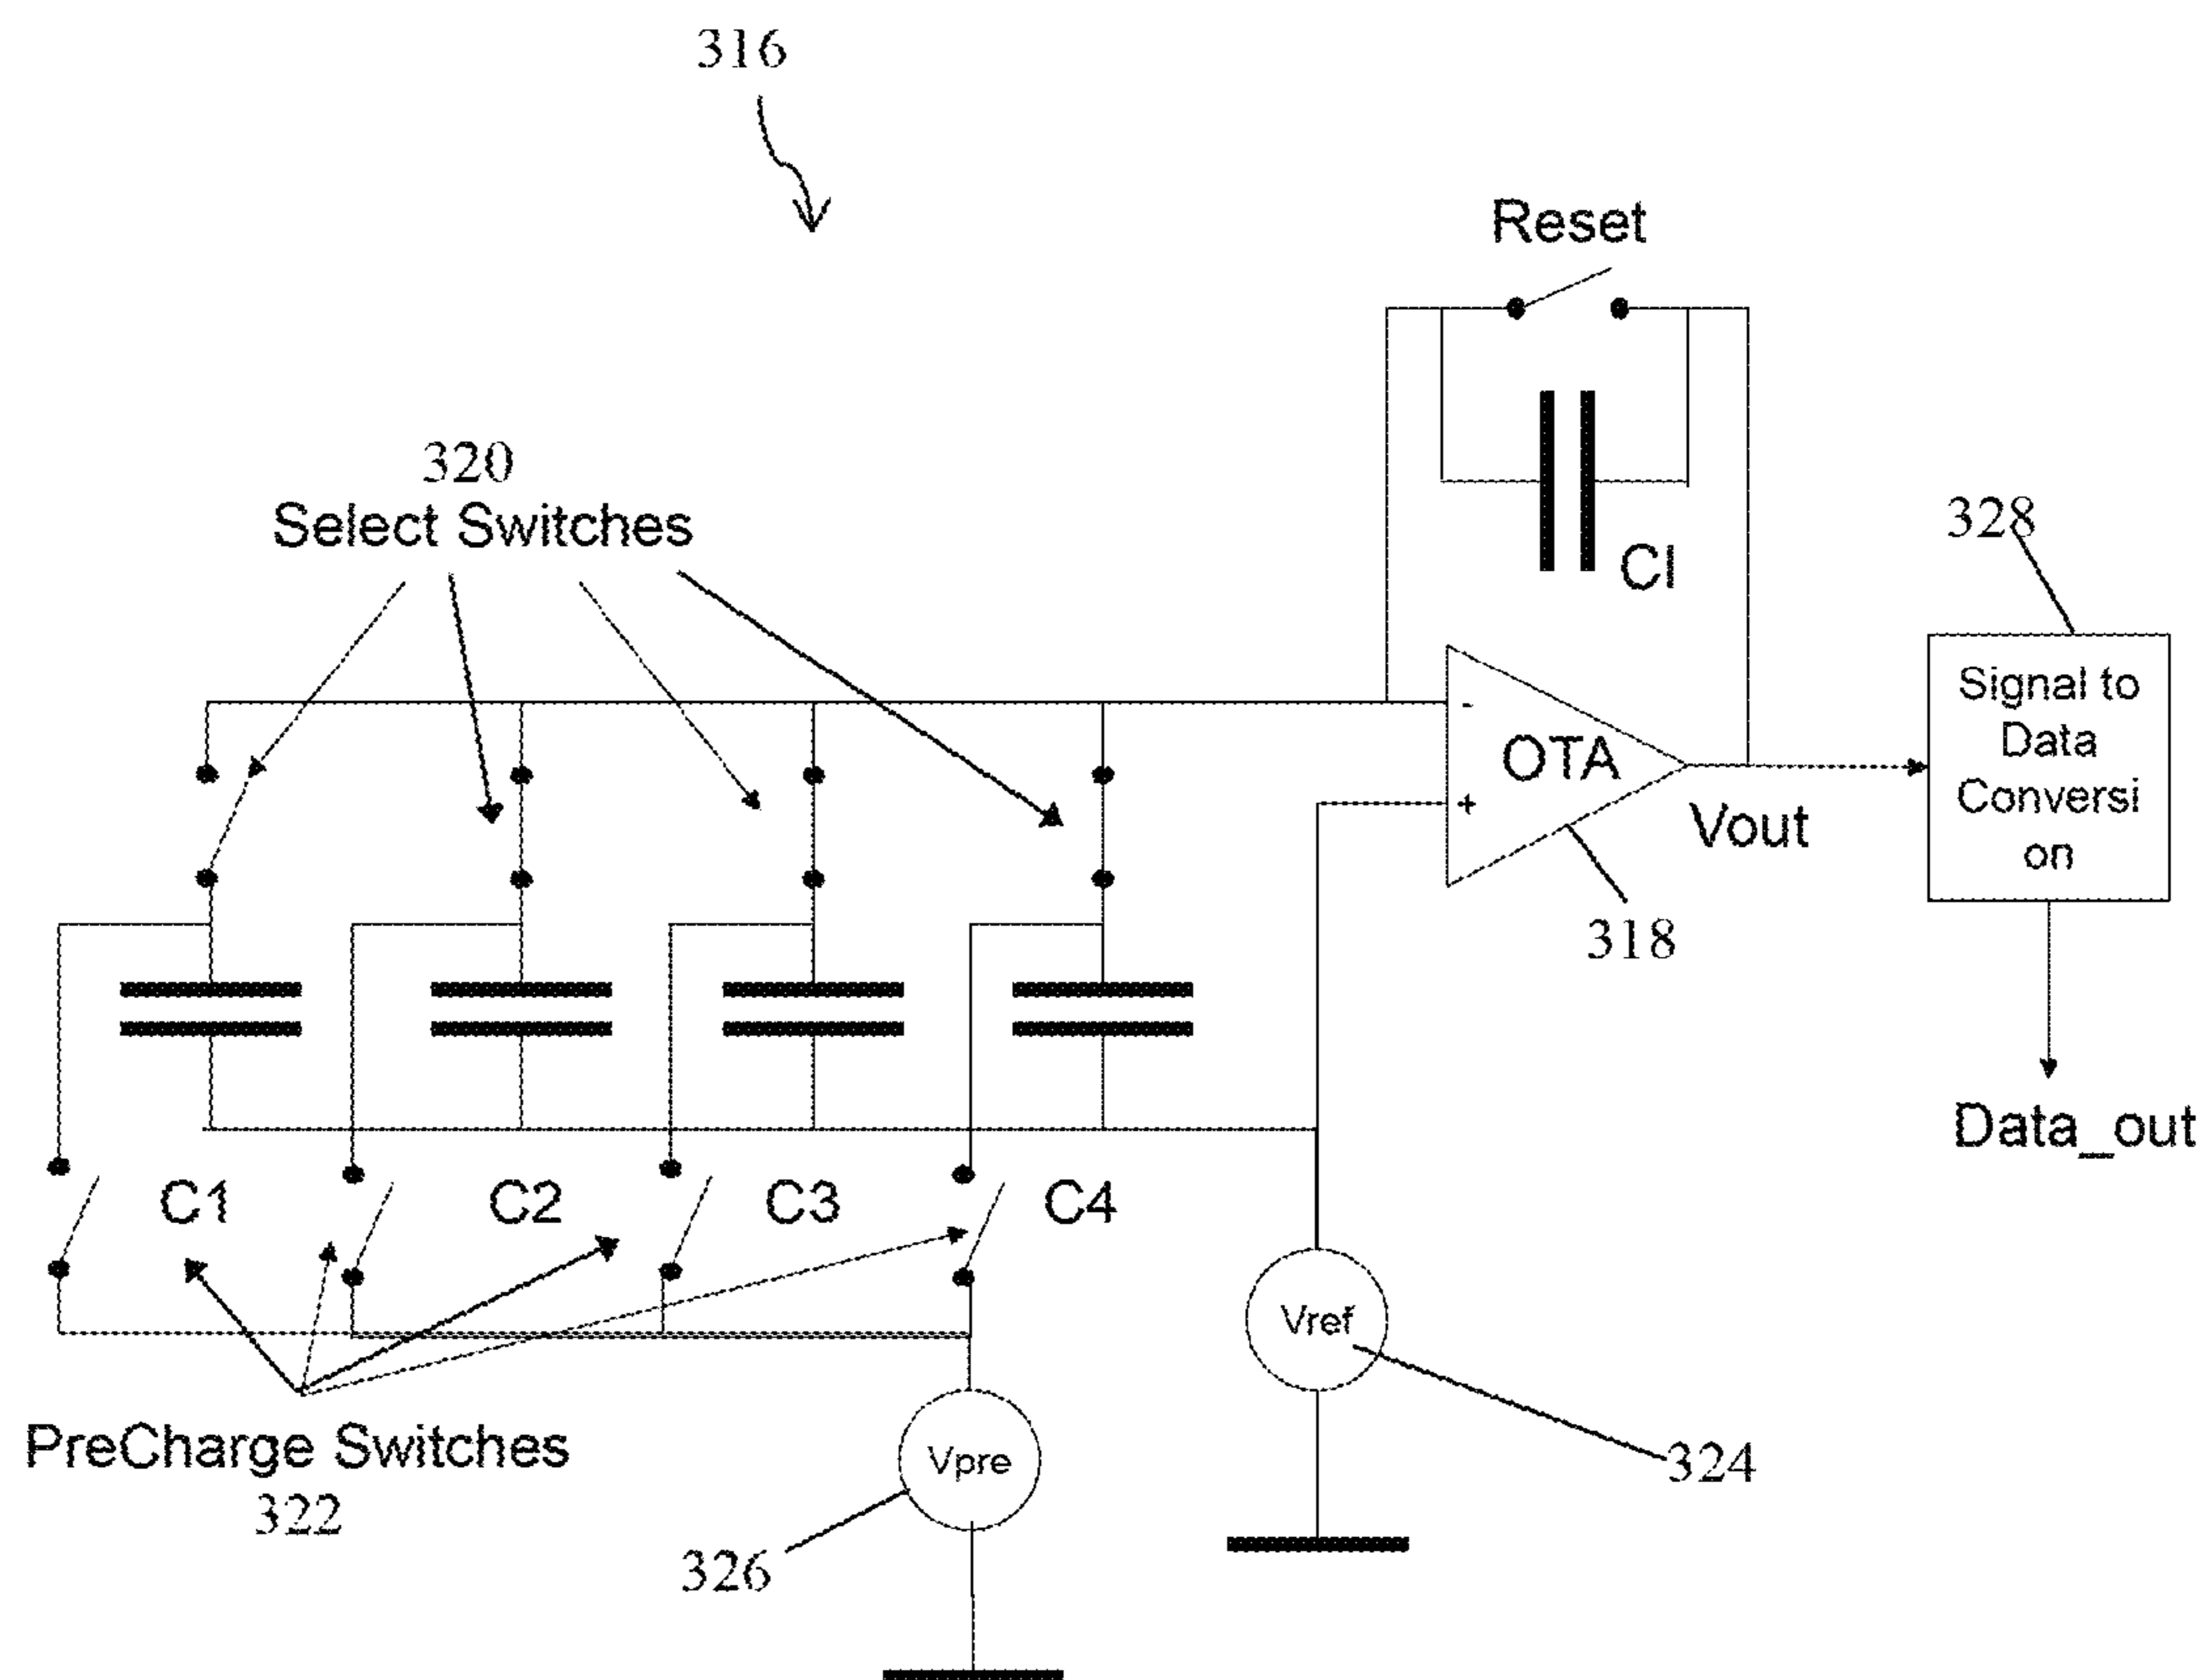 316
Reset
CI
320
Select Switches
328
Signal to
Data
Conversi
on
-
OTA
+
Vout
318
Data_out
C1
C2
C3
C4
Vref
PreCharge Switches
322
Vpre
324
326